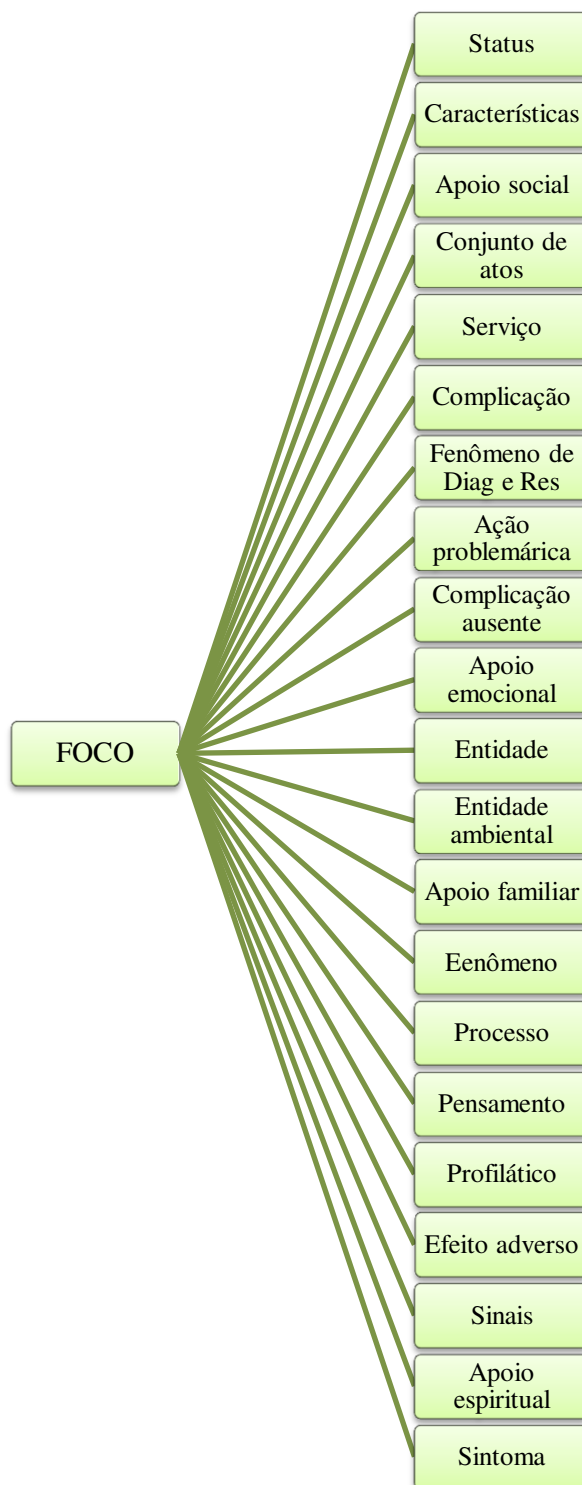 Status
Características
Apoio social
Conjunto de
atos
Serviço
Complicação
Fenômeno de
Diag e Res
Ação
problemárica
Complicação
ausente
Apoio
emocional
FOCO
Entidade
Entidade
ambiental
Apoio familiar
Eenômeno
Processo
Pensamento
Profilático
Efeito adverso
Sinais
Apoio
espiritual
Sintoma